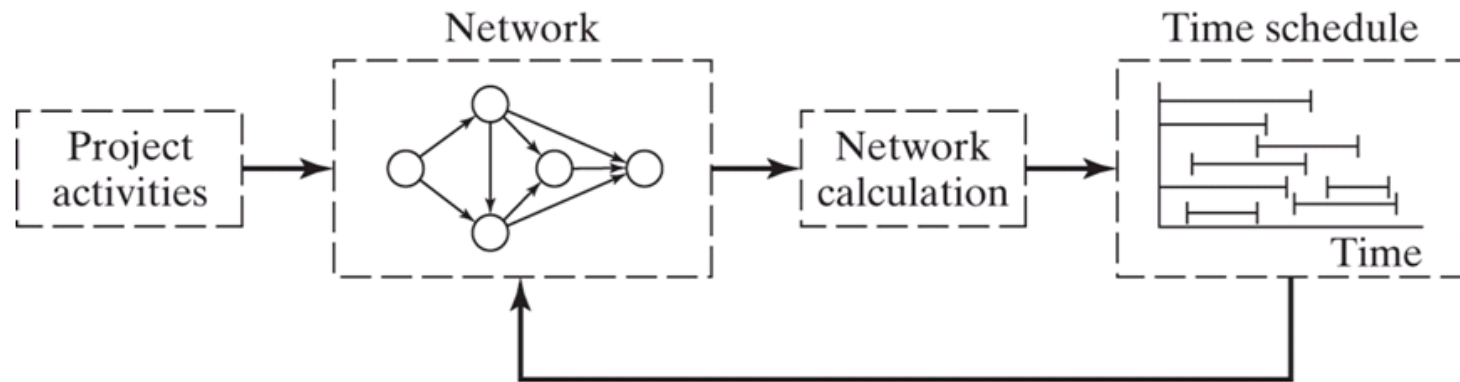 Network
Time schedule
Project
activities
Network
calculation
Time